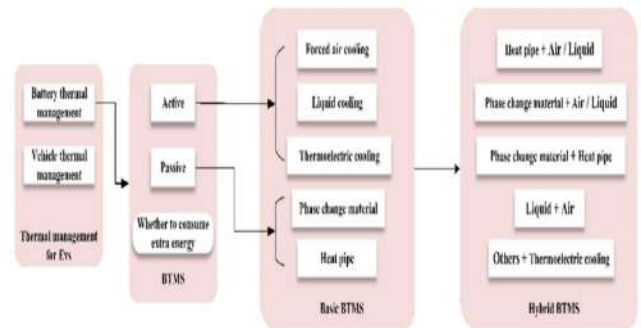 Battery thermal
management
Vehicle thermal
management
Thermal management
for Evs
Active
Passive
Whether to consume
extra energy
BTMS
Forced air cooling
Liquid cooling
Thermoelectric cooling
Phase change material
Heat pipe
Basic BTMS
Heat pipe + Air / Liquid
Phase change material + Air / Liquid
Phase change material + Heat pipe
Liquid + Air
Others + Thermoelectric cooling
Hybrid BTMS